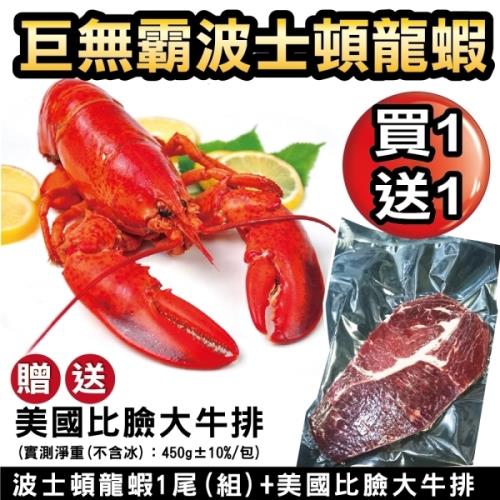 巨無霸波士頓龍蝦
買1
送1
贈送
美國比臉大牛排
(實測淨重(不含冰)：450g±10%/包)
波士頓龍蝦1尾(組)+美國比臉大牛排